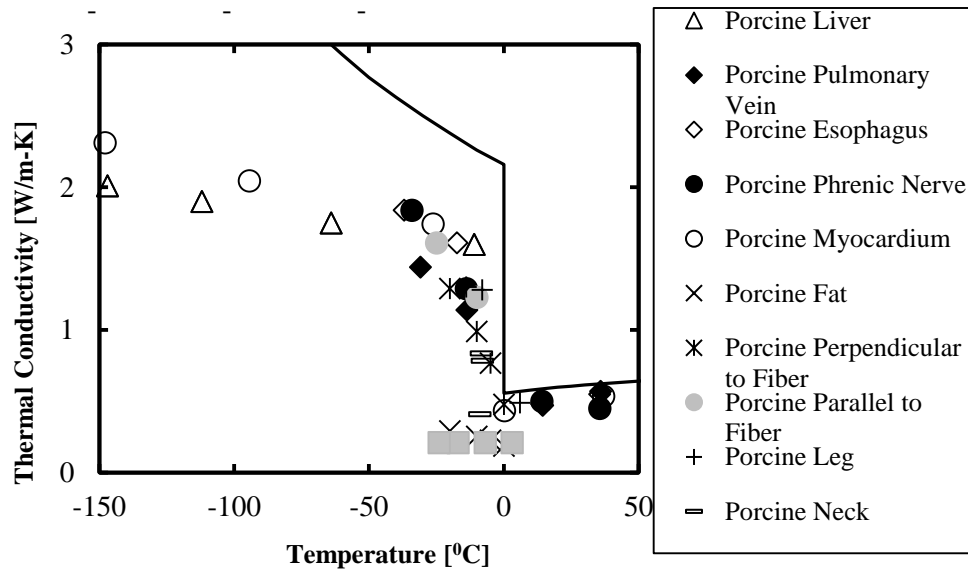 3
2
1
0
-150
-100
-50
0
50
Thermal Conductivity [W/m-K]
Temperature [⁰C]
Porcine Liver
Porcine Pulmonary
Vein
Porcine Esophagus
Porcine Phrenic Nerve
Porcine Myocardium
Porcine Fat
Porcine Perpendicular
to Fiber
Porcine Parallel to
Fiber
Porcine Leg
Porcine Neck